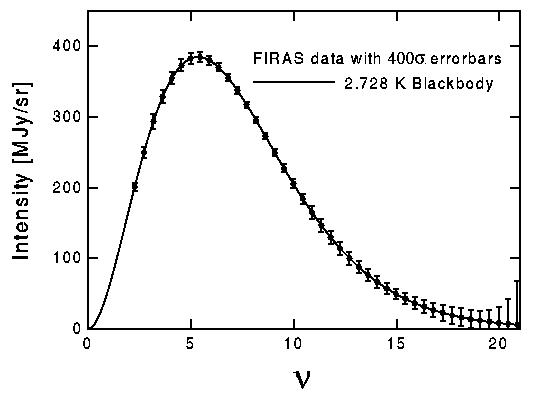 400
300
200
100
0
Intensity [MJy/sr]
FIRAS data with 400σ errorbars
2.728 K Blackbody
0 5 10 15 20
ν